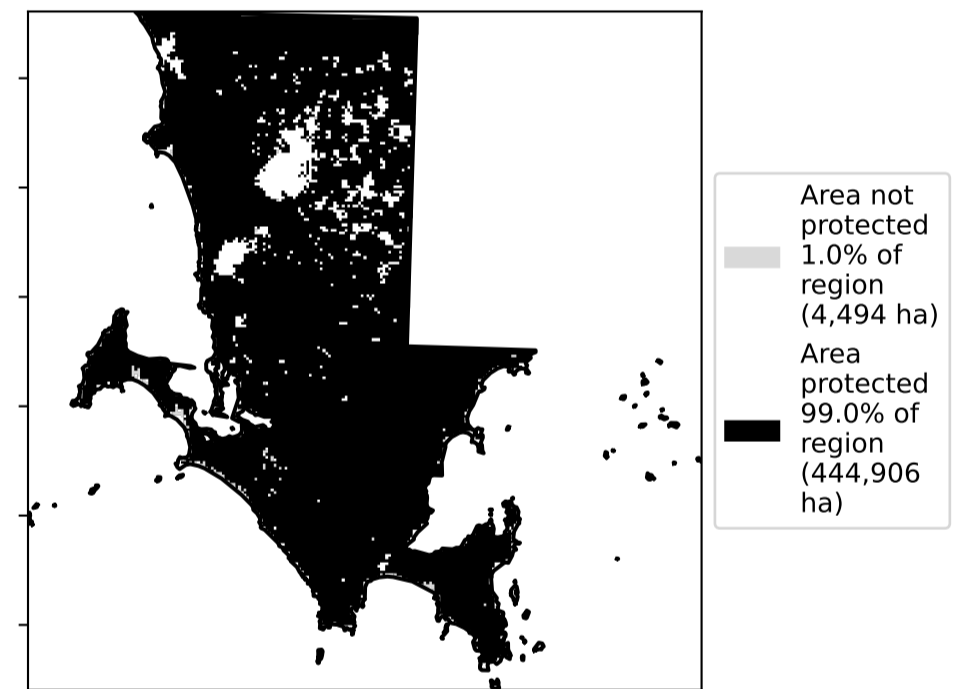 Area not
protected
1.0% of
region
(4,494 ha)
Area
protected
99.0% of
region
(444,906
ha)